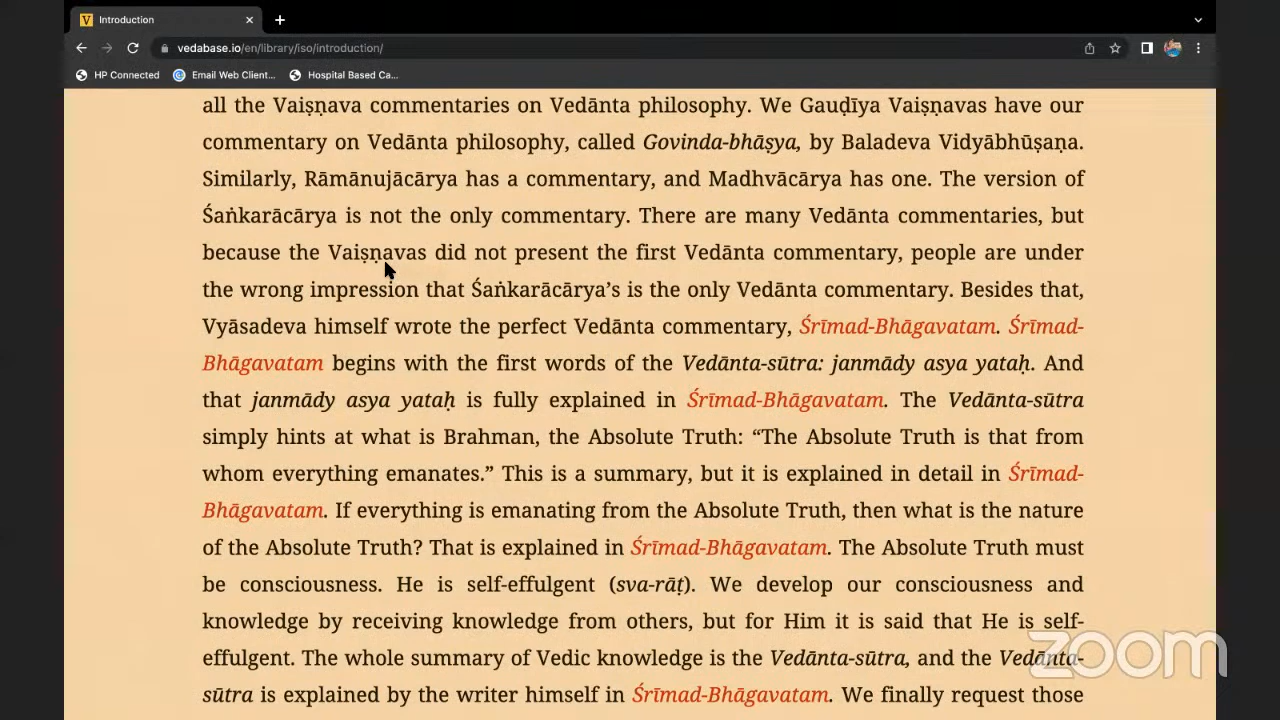 V Introduction
vedabase.io/en/library/iso/introduction/
HP Connected Email Web Client... Hospital Based Ca...
all the Vaiṣṇava commentaries on Vedānta philosophy. We Gauḍīya Vaiṣṇavas have our
commentary on Vedānta philosophy, called Govinda-bhāṣya, by Baladeva Vidyābhūṣaṇa.
Similarly, Rāmānujācārya has a commentary, and Madhvācārya has one. The version of
Śaṅkarācārya is not the only commentary. There are many Vedānta commentaries, but
because the Vaiṣṇavas did not present the first Vedānta commentary, people are under
the wrong impression that Śaṅkarācārya’s is the only Vedānta commentary. Besides that,
Vyāsadeva himself wrote the perfect Vedānta commentary, Śrīmad-Bhāgavatam. Śrīmad-
Bhāgavatam begins with the first words of the Vedānta-sūtra: janmādy asya yataḥ. And
that janmādy asya yataḥ is fully explained in Śrīmad-Bhāgavatam. The Vedānta-sūtra
simply hints at what is Brahman, the Absolute Truth: “The Absolute Truth is that from
whom everything emanates.” This is a summary, but it is explained in detail in Śrīmad-
Bhāgavatam. If everything is emanating from the Absolute Truth, then what is the nature
of the Absolute Truth? That is explained in Śrīmad-Bhāgavatam. The Absolute Truth must
be consciousness. He is self-effulgent (sva-rāṭ). We develop our consciousness and
knowledge by receiving knowledge from others, but for Him it is said that He is self-
effulgent. The whole summary of Vedic knowledge is the Vedānta-sūtra, and the Vedānta-
sūtra is explained by the writer himself in Śrīmad-Bhāgavatam. We finally request those
zoom